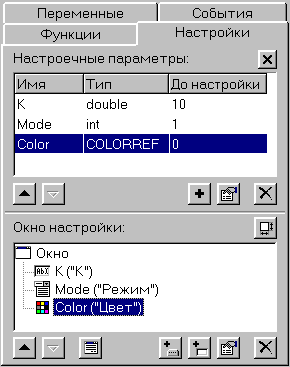 Переменные События
Функции Настройки
Настроечные параметры:
Имя Тип До настройки
K double 10
Mode int 1
Color COLORREF 0
Окно настройки:
Окно
K ("K")
Mode ("Режим")
Color ("Цвет")